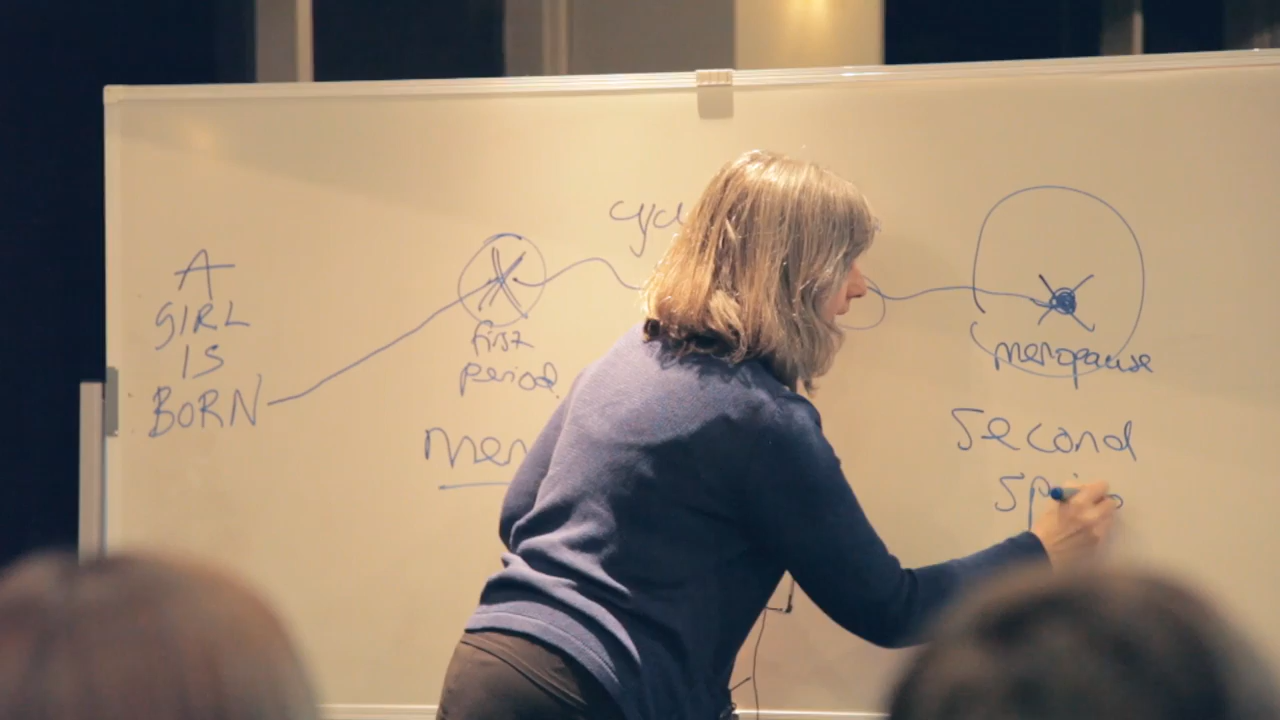 A
GIRL
IS
BORN
first
period
menopause
Second